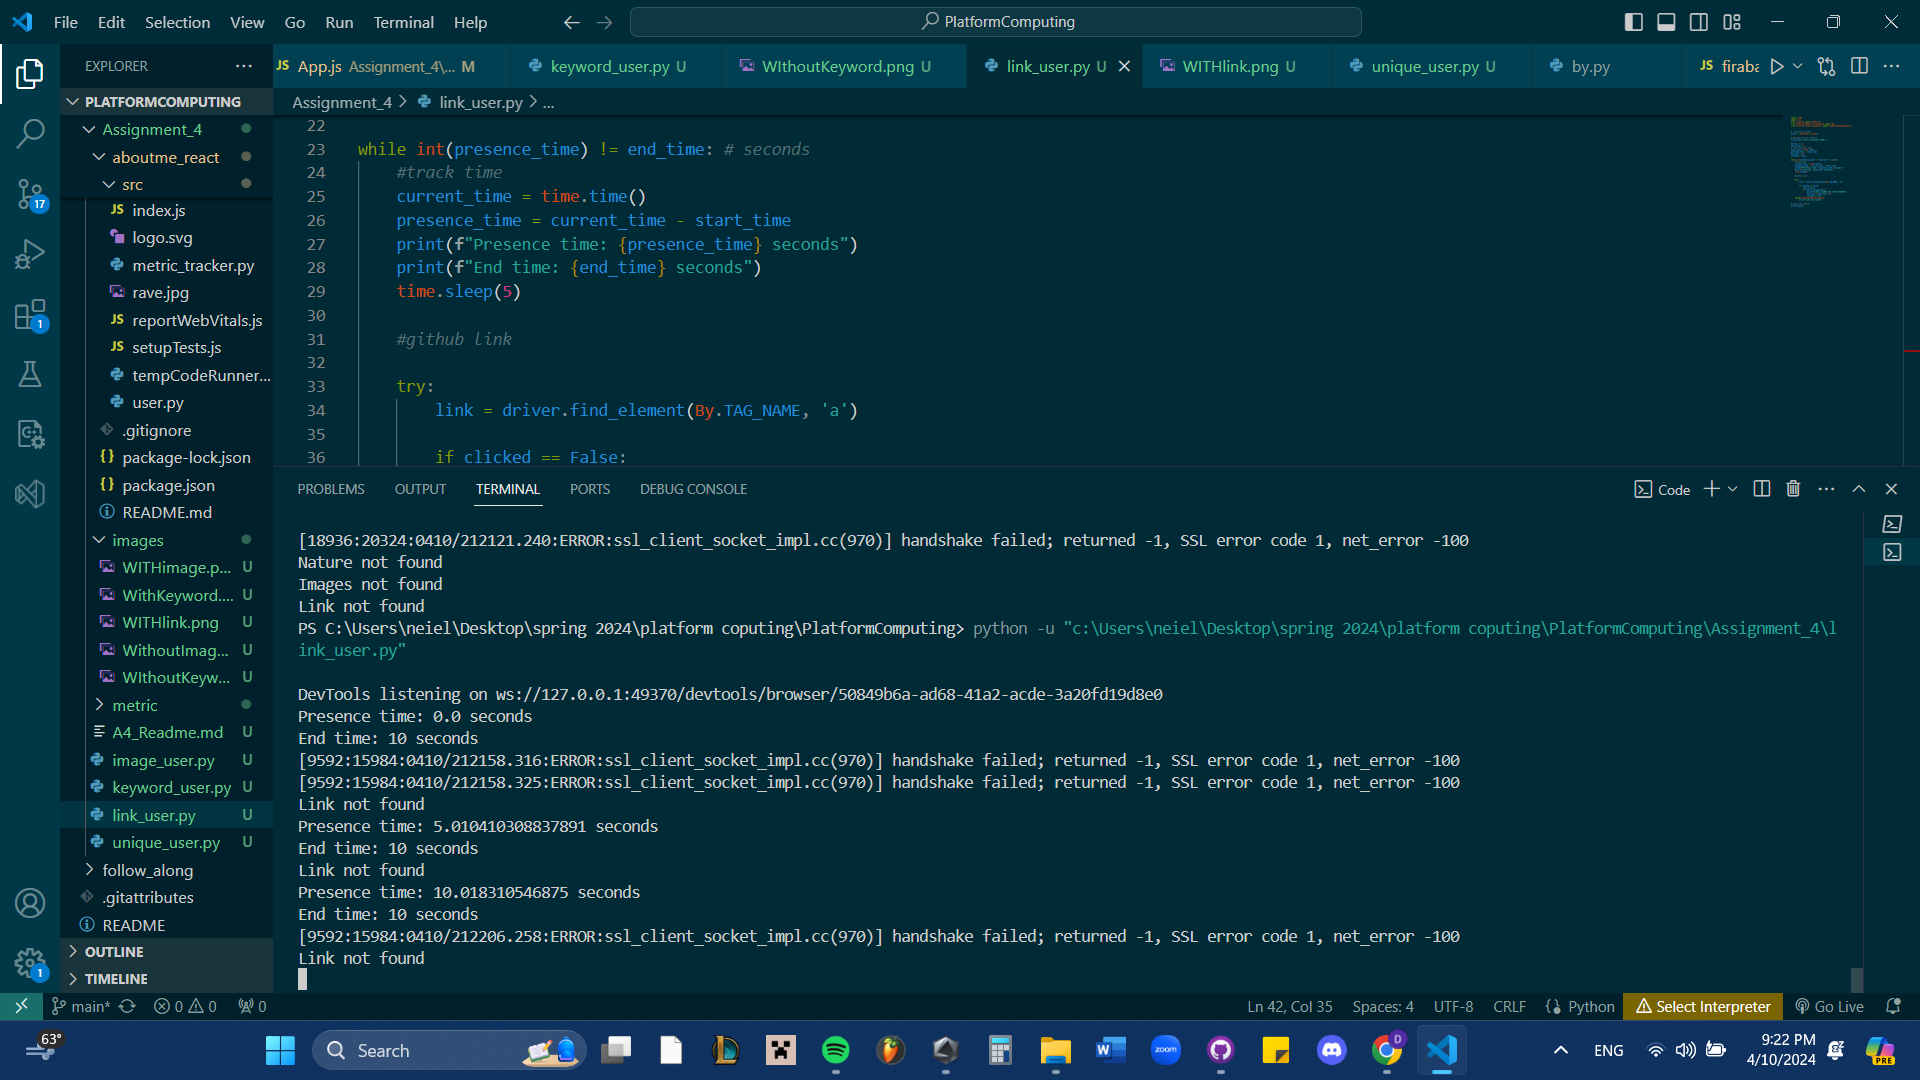 File Edit Selection View Go Run Terminal Help
PlatformComputing
EXPLORER
JS App.js Assignment_4\... M
keyword_user.py U
WIthoutKeyword.png U
link_user.py U
WITHlink.png U
unique_user.py U
by.py
JS firaba
PLATFORMCOMPUTING
Assignment_4
aboutme_react
src
JS index.js
logo.svg
metric_tracker.py
rave.jpg
JS reportWebVitals.js
JS setupTests.js
tempCodeRunner...
user.py
.gitignore
{} package-lock.json
{} package.json
README.md
images
WITHimage.p... U
WithKeyword.... U
WITHlink.png U
WithoutImag... U
WIthoutKeyw... U
metric
A4_Readme.md U
image_user.py U
keyword_user.py U
link_user.py U
unique_user.py U
follow_along
.gitattributes
README
OUTLINE
TIMELINE
17
1
1
Assignment_4 > link_user.py > ...
22
23 while int(presence_time) != end_time: # seconds
24 #track time
25 current_time = time.time()
26 presence_time = current_time - start_time
27 print(f"Presence time: {presence_time} seconds")
28 print(f"End time: {end_time} seconds")
29 time.sleep(5)
30
31 #github link
32
33 try:
34 link = driver.find_element(By.TAG_NAME, 'a')
35
36 if clicked == False:
PROBLEMS OUTPUT TERMINAL PORTS DEBUG CONSOLE
Code
[18936:20324:0410/212121.240:ERROR:ssl_client_socket_impl.cc(970)] handshake failed; returned -1, SSL error code 1, net_error -100
Nature not found
Images not found
Link not found
PS C:\Users\neiel\Desktop\spring 2024\platform coputing\PlatformComputing> python -u "c:\Users\neiel\Desktop\spring 2024\platform coputing\PlatformComputing\Assignment_4\l
ink_user.py"
DevTools listening on ws://127.0.0.1:49370/devtools/browser/50849b6a-ad68-41a2-acde-3a20fd19d8e0
Presence time: 0.0 seconds
End time: 10 seconds
[9592:15984:0410/212158.316:ERROR:ssl_client_socket_impl.cc(970)] handshake failed; returned -1, SSL error code 1, net_error -100
[9592:15984:0410/212158.325:ERROR:ssl_client_socket_impl.cc(970)] handshake failed; returned -1, SSL error code 1, net_error -100
Link not found
Presence time: 5.010410308837891 seconds
End time: 10 seconds
Link not found
Presence time: 10.018310546875 seconds
End time: 10 seconds
[9592:15984:0410/212206.258:ERROR:ssl_client_socket_impl.cc(970)] handshake failed; returned -1, SSL error code 1, net_error -100
Link not found
main* 0 0 0
Ln 42, Col 35 Spaces: 4 UTF-8 CRLF {} Python Select Interpreter Go Live
63°
Search
zoom
D
ENG
9:22 PM
4/10/2024
PRE